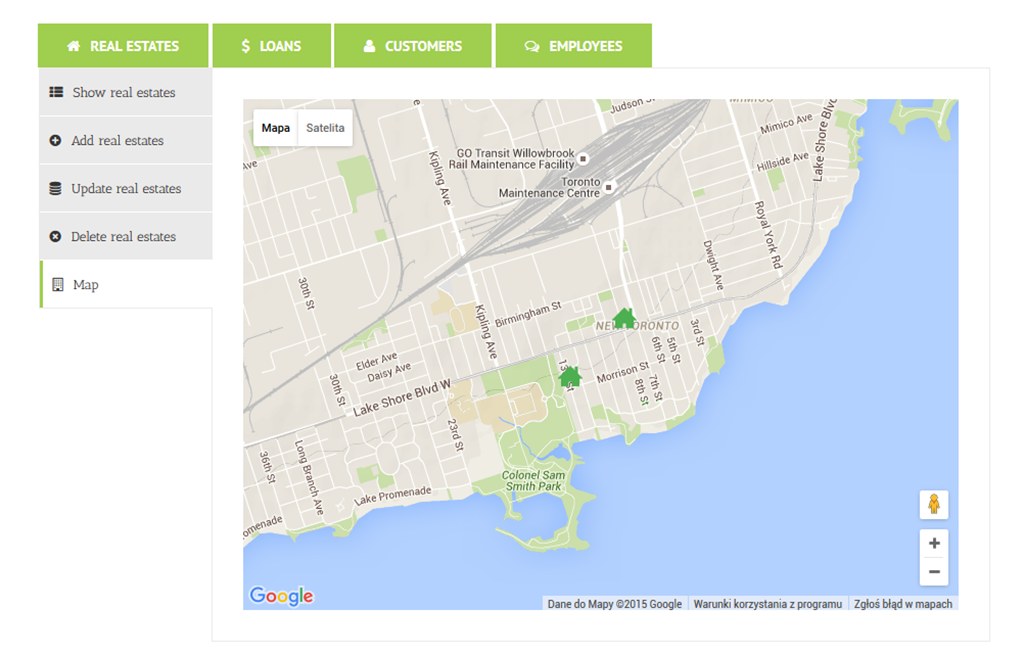 REAL ESTATES
LOANS
CUSTOMERS
EMPLOYEES
Show real estates
Add real estates
Update real estates
Delete real estates
Map
Mapa
Satelita
Judson St
MIMICO
Mimico Ave
Hillside Ave
Lake Shore Blvd
GO Transit Willowbrook
Rail Maintenance Facility
Toronto
Maintenance Centre
Kipling Ave
Ave
Royal York Rd
Dwight Ave
30th St
Kipling Ave
Birmingham St
NEW TORONTO
3rd St
5th St
6th St
7th St
8th St
Morrison St
Elder Ave
Daisy Ave
30th St
Lake Shore Blvd W
23rd St
36th St
Long Branch Ave
Lake Promenade
omenade
Colonel Sam
Smith Park
Google
Dane do Mapy ©2015 Google
Warunki korzystania z programu
Zgłoś błąd w mapach